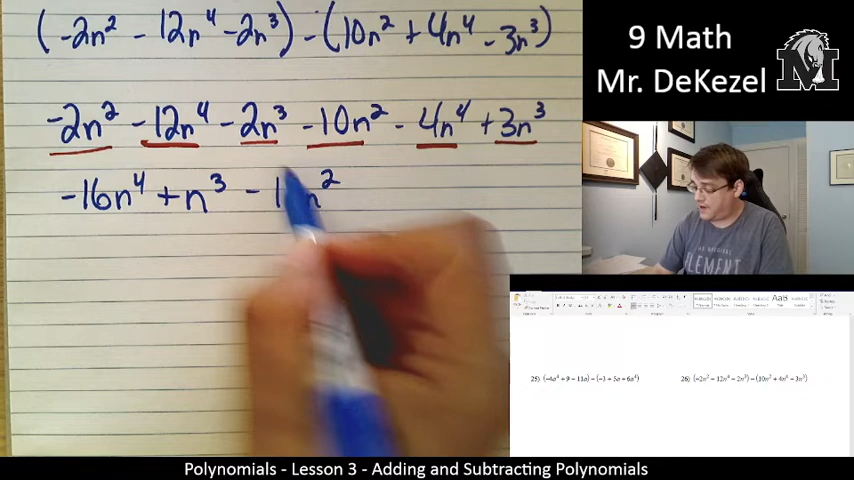 (-2n² - 12n⁴ - 2n³) - (10n² + 4n⁴ - 3n³)
-2n² - 12n⁴ - 2n³ - 10n² - 4n⁴ + 3n³
-16n⁴ + n³ - 1 n²
9 Math
Mr. DeKezel
M
ELEMENT
25) (-4a⁴ + 9 - 11a) - (-3 + 5a - 6a⁴)
26) (-2n² - 12n⁴ - 2n³) - (10n² + 4n⁴ - 3n³)
Polynomials - Lesson 3 - Adding and Subtracting Polynomials